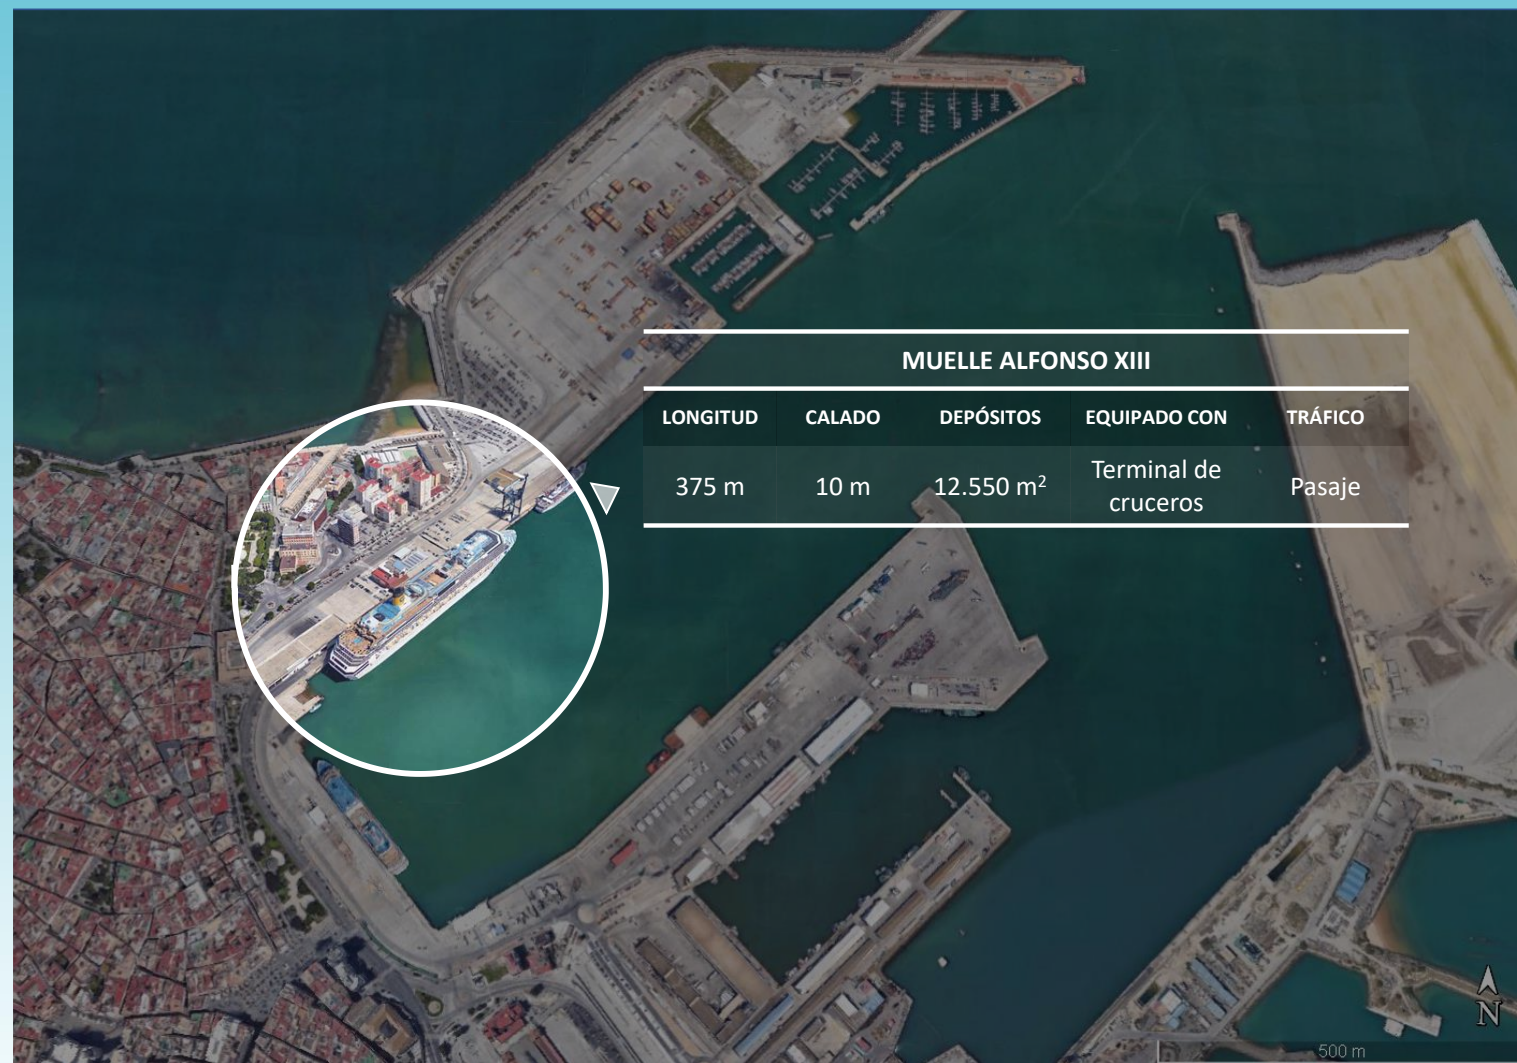 MUELLE ALFONSO XIII
LONGITUD CALADO DEPÓSITOS EQUIPADO CON TRÁFICO
375 m 10 m 12.550 m² Terminal de cruceros Pasaje
N
500 m